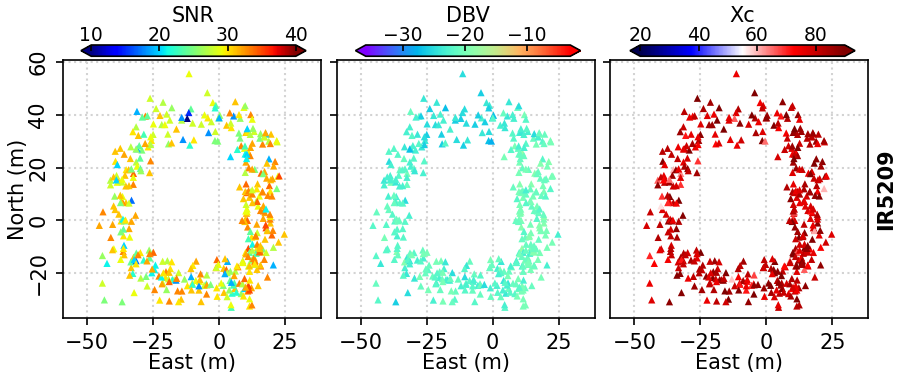 SNR DBV Xc
10 20 30 40 −30 −20 −10 20 40 60 80
60
40
20
0
−20
North (m)
IR5209
−50 −25 0 25 −50 −25 0 25 −50 −25 0 25
East (m) East (m) East (m)